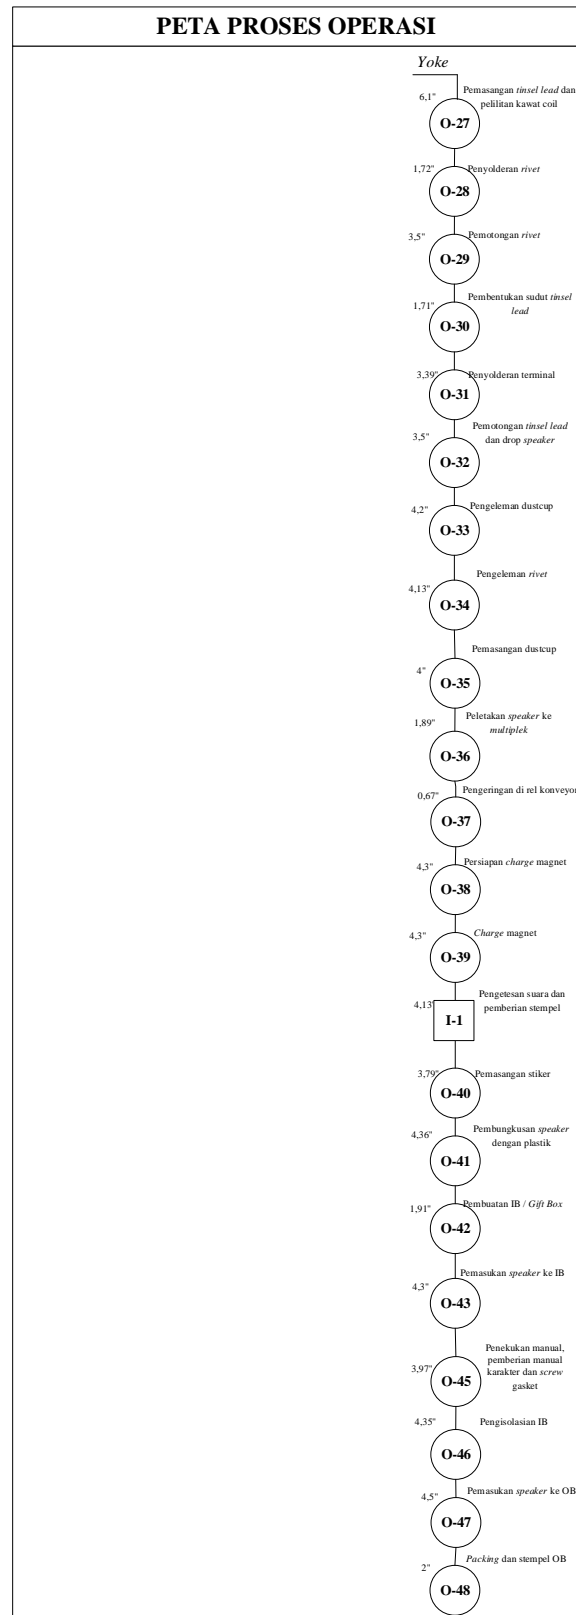 PETA PROSES OPERASI
Yoke
6,1"
Pemasangan tinsel lead dan
pelilitan kawat coil
O-27
1,72"
Penyolderan rivet
O-28
3,5"
Pemotongan rivet
O-29
1,71"
Pembentukan sudut tinsel
lead
O-30
3,39"
Penyolderan terminal
O-31
3,5"
Pemotongan tinsel lead
dan drop speaker
O-32
4,2"
Pengeleman dustcup
O-33
4,13"
Pengeleman rivet
O-34
4"
Pemasangan dustcup
O-35
1,89"
Peletakan speaker ke
multiplek
O-36
0,67"
Pengeringan di rel konveyor
O-37
4,3"
Persiapan charge magnet
O-38
4,3"
Charge magnet
O-39
4,13"
Pengetesan suara dan
pemberian stempel
I-1
3,79"
Pemasangan stiker
O-40
4,36"
Pembungkusan speaker
dengan plastik
O-41
1,91"
Pembuatan IB / Gift Box
O-42
4,3"
Pemasukan speaker ke IB
O-43
3,97"
Penekukan manual,
pemberian manual
karakter dan screw
gasket
O-45
4,35"
Pengisolasian IB
O-46
4,5"
Pemasukan speaker ke OB
O-47
2"
Packing dan stempel OB
O-48